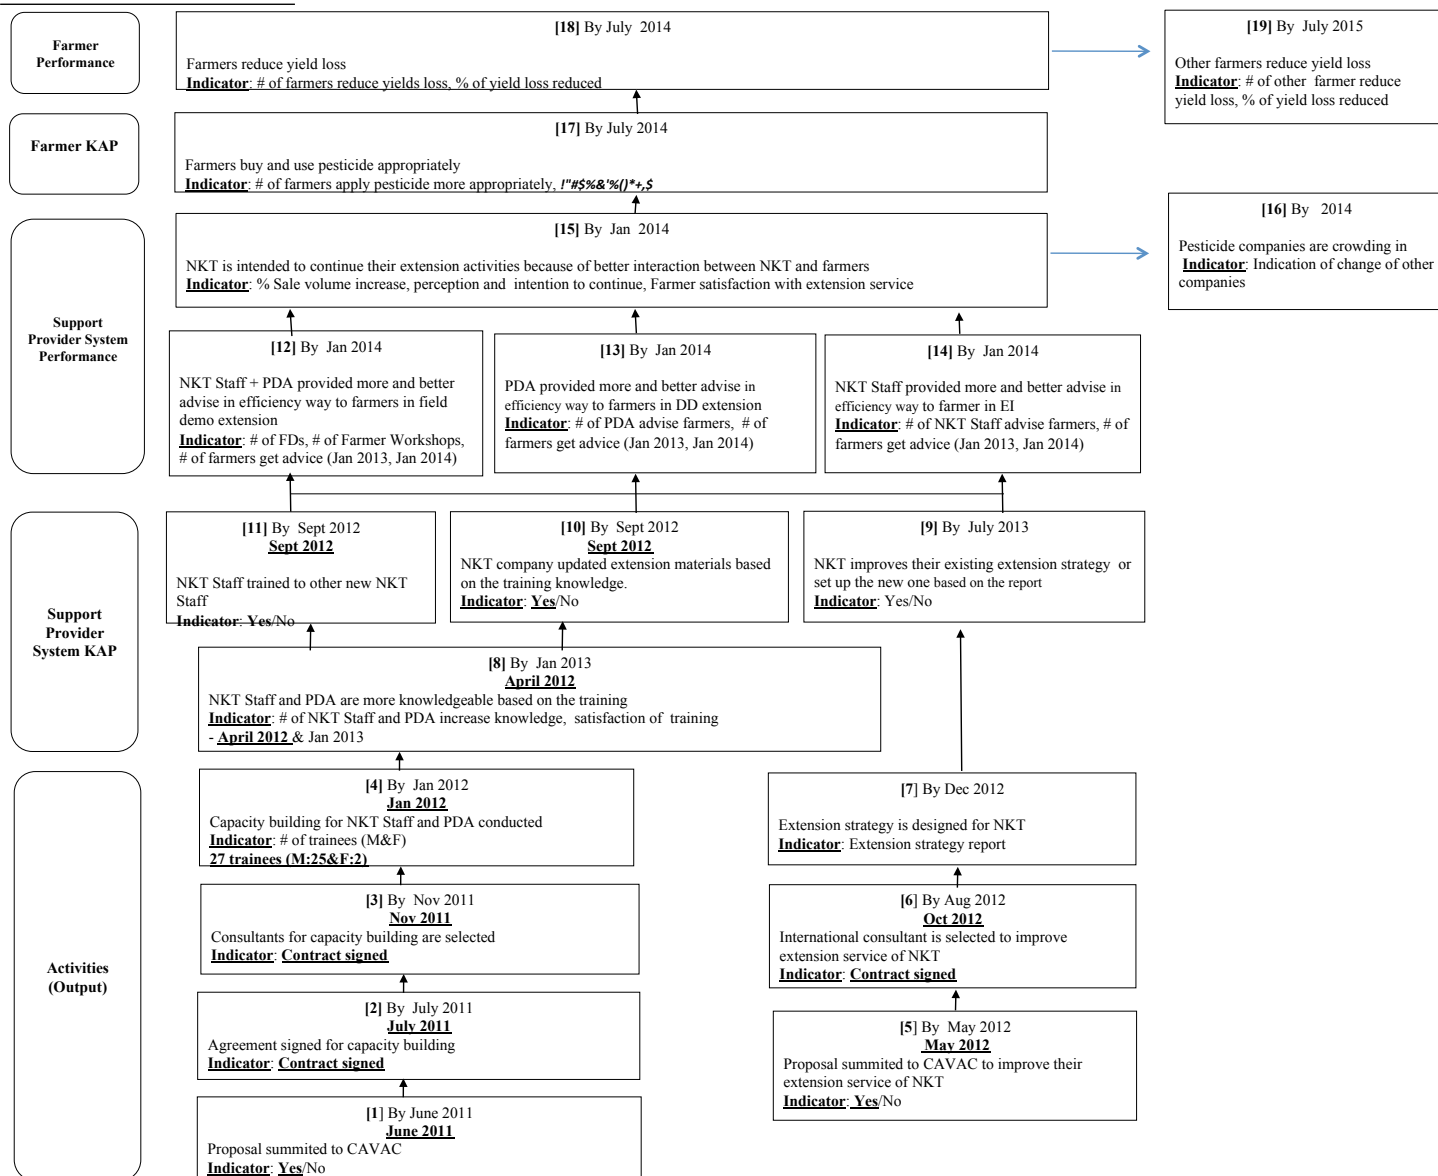 Farmer
Performance
[18] By July 2014
Farmers reduce yield loss
Indicator: # of farmers reduce yields loss, % of yield loss reduced
[19] By July 2015
Other farmers reduce yield loss
Indicator: # of other farmer reduce
yield loss, % of yield loss reduced
Farmer KAP
[17] By July 2014
Farmers buy and use pesticide appropriately
Indicator: # of farmers apply pesticide more appropriately, !"#$%&'%()*+,$
Support
Provider System
Performance
[15] By Jan 2014
NKT is intended to continue their extension activities because of better interaction between NKT and farmers
Indicator: % Sale volume increase, perception and intention to continue, Farmer satisfaction with extension service
[16] By 2014
Pesticide companies are crowding in
Indicator: Indication of change of other
companies
[12] By Jan 2014
NKT Staff + PDA provided more and better
advise in efficiency way to farmers in field
demo extension
Indicator: # of FDs, # of Farmer Workshops,
# of farmers get advice (Jan 2013, Jan 2014)
[13] By Jan 2014
PDA provided more and better advise in
efficiency way to farmers in DD extension
Indicator: # of PDA advise farmers, # of
farmers get advice (Jan 2013, Jan 2014)
[14] By Jan 2014
NKT Staff provided more and better advise in
efficiency way to farmer in EI
Indicator: # of NKT Staff advise farmers, # of
farmers get advice (Jan 2013, Jan 2014)
Support
Provider
System KAP
[11] By Sept 2012
Sept 2012
NKT Staff trained to other new NKT
Staff
Indicator: Yes/No
[10] By Sept 2012
Sept 2012
NKT company updated extension materials based
on the training knowledge.
Indicator: Yes/No
[9] By July 2013
NKT improves their existing extension strategy or
set up the new one based on the report
Indicator: Yes/No
[8] By Jan 2013
April 2012
NKT Staff and PDA are more knowledgeable based on the training
Indicator: # of NKT Staff and PDA increase knowledge, satisfaction of training
- April 2012 & Jan 2013
Activities
(Output)
[4] By Jan 2012
Jan 2012
Capacity building for NKT Staff and PDA conducted
Indicator: # of trainees (M&F)
27 trainees (M:25&F:2)
[7] By Dec 2012
Extension strategy is designed for NKT
Indicator: Extension strategy report
[3] By Nov 2011
Nov 2011
Consultants for capacity building are selected
Indicator: Contract signed
[6] By Aug 2012
Oct 2012
International consultant is selected to improve
extension service of NKT
Indicator: Contract signed
[2] By July 2011
July 2011
Agreement signed for capacity building
Indicator: Contract signed
[5] By May 2012
May 2012
Proposal summited to CAVAC to improve their
extension service of NKT
Indicator: Yes/No
[1] By June 2011
June 2011
Proposal summited to CAVAC
Indicator: Yes/No